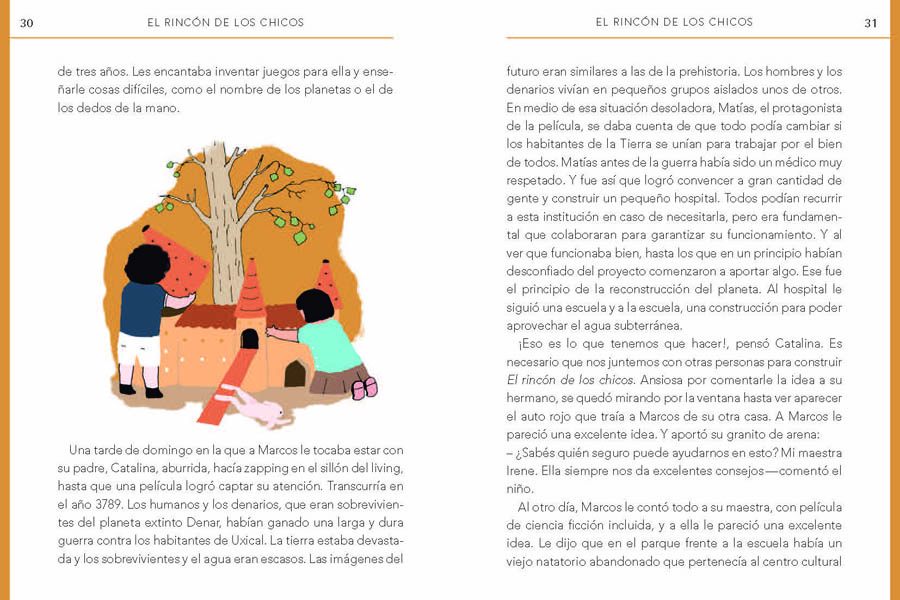 30
EL RINCÓN DE LOS CHICOS
de tres años. Les encantaba inventar juegos para ella y ense-
ñarle cosas difíciles, como el nombre de los planetas o el de
los dedos de la mano.
Una tarde de domingo en la que a Marcos le tocaba estar con
su padre, Catalina, aburrida, hacía zapping en el sillón del living,
hasta que una película logró captar su atención. Transcurría en
el año 3789. Los humanos y los denarios, que eran sobrevivien-
tes del planeta extinto Denar, habían ganado una larga y dura
guerra contra los habitantes de Uxical. La tierra estaba devasta-
da y los sobrevivientes y el agua eran escasos. Las imágenes del
EL RINCÓN DE LOS CHICOS
31
futuro eran similares a las de la prehistoria. Los hombres y los
denarios vivían en pequeños grupos aislados unos de otros.
En medio de esa situación desoladora, Matías, el protagonista
de la película, se daba cuenta de que todo podía cambiar si
los habitantes de la Tierra se unían para trabajar por el bien
de todos. Matías antes de la guerra había sido un médico muy
respetado. Y fue así que logró convencer a gran cantidad de
gente y construir un pequeño hospital. Todos podían recurrir
a esta institución en caso de necesitarla, pero era fundamen-
tal que colaboraran para garantizar su funcionamiento. Y al
ver que funcionaba bien, hasta los que en un principio habían
desconfiado del proyecto comenzaron a aportar algo. Ese fue
el principio de la reconstrucción del planeta. Al hospital le
siguió una escuela y a la escuela, una construcción para poder
aprovechar el agua subterránea.
¡Eso es lo que tenemos que hacer!, pensó Catalina. Es
necesario que nos juntemos con otras personas para construir
El rincón de los chicos. Ansiosa por comentarle la idea a su
hermano, se quedó mirando por la ventana hasta ver aparecer
el auto rojo que traía a Marcos de su otra casa. A Marcos le
pareció una excelente idea. Y aportó su granito de arena:
– ¿Sabés quién seguro puede ayudarnos en esto? Mi maestra
Irene. Ella siempre nos da excelentes consejos—comentó el
niño.
Al otro día, Marcos le contó todo a su maestra, con película
de ciencia ficción incluida, y a ella le pareció una excelente
idea. Le dijo que en el parque frente a la escuela había un
viejo natatorio abandonado que pertenecía al centro cultural